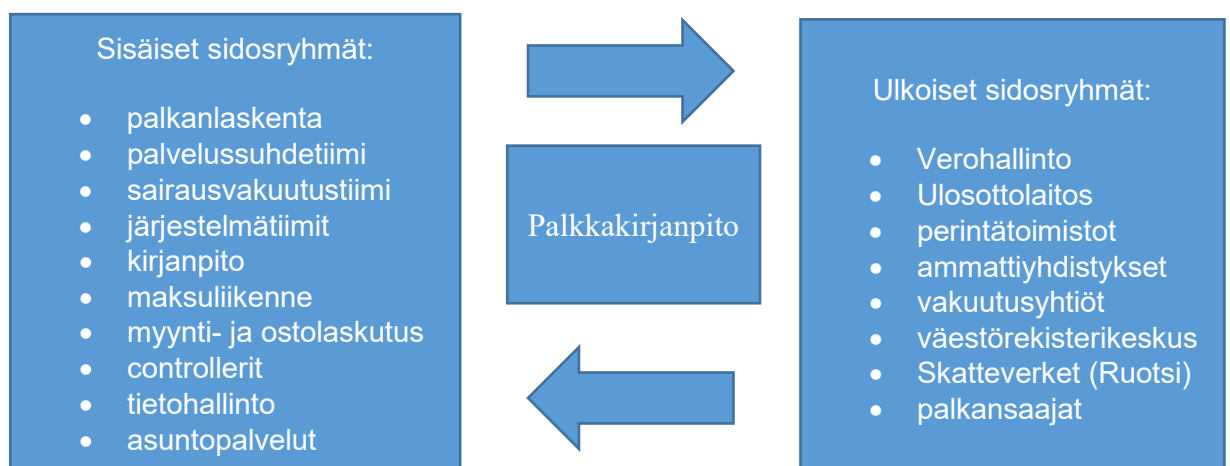 Sisäiset sidosryhmät:
• palkanlaskenta
• palvelussuhdetiimi
• sairausvakuutustiimi
• järjestelmätiimit
• kirjanpito
• maksuliikenne
• myynti- ja ostolaskutus
• controllerit
• tietohallinto
• asuntopalvelut
Palkkakirjanpito
Ulkoiset sidosryhmät:
• Verohallinto
• Ulosottolaitos
• perintätoimistot
• ammattiyhdistykset
• vakuutusyhtiöt
• väestörekisterikeskus
• Skatteverket (Ruotsi)
• palkansaajat